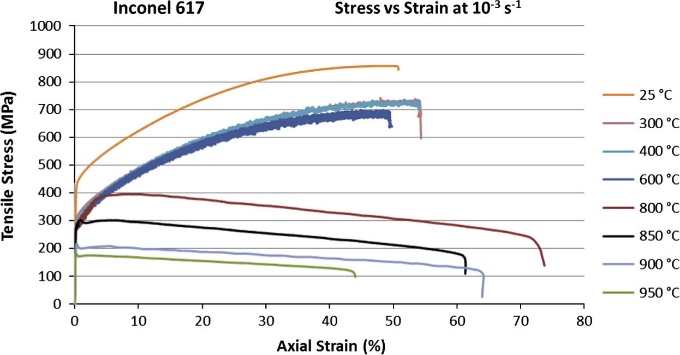 Inconel 617 Stress vs Strain at 10⁻³ s⁻¹
Tensile Stress (MPa)
1000
900
800
700
600
500
400
300
200
100
0
0 10 20 30 40 50 60 70 80
Axial Strain (%)
25 °C
300 °C
400 °C
600 °C
800 °C
850 °C
900 °C
950 °C